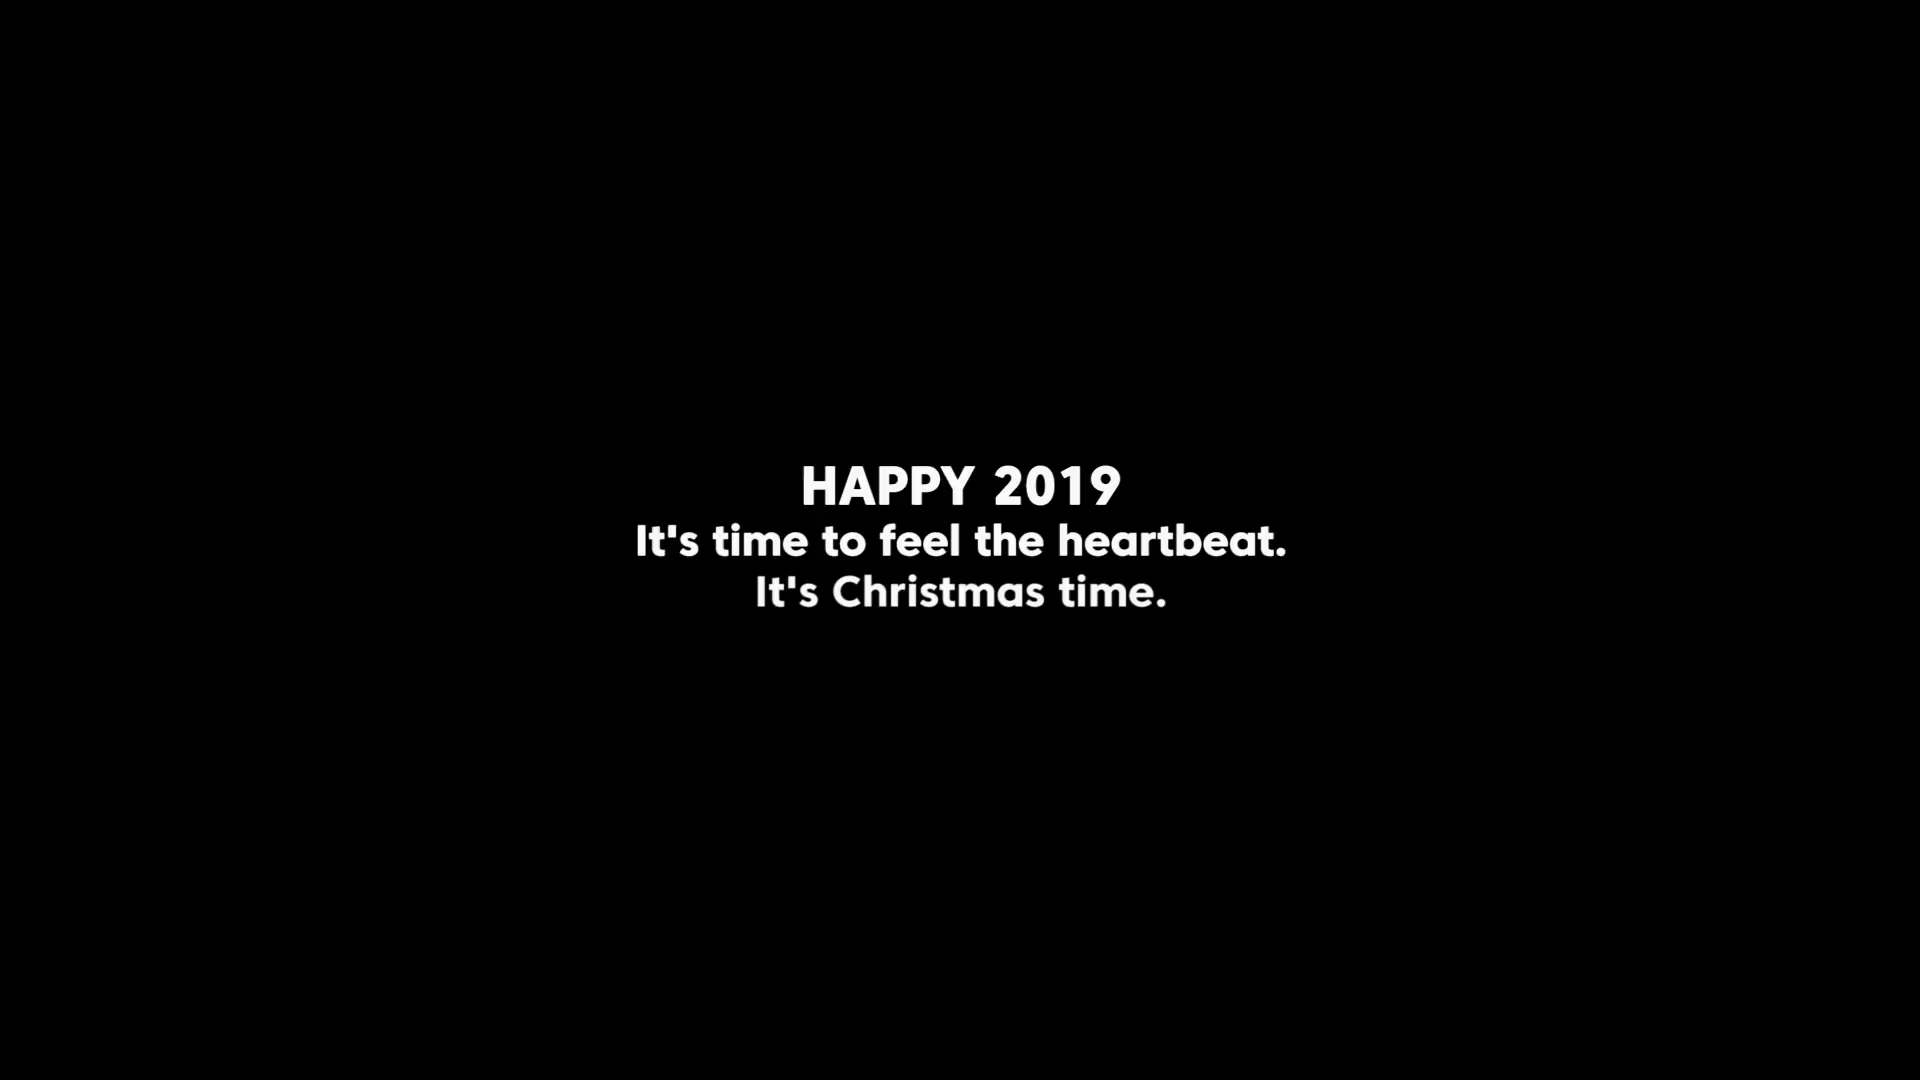 HAPPY 2019
It's time to feel the heartbeat.
It's Christmas time.